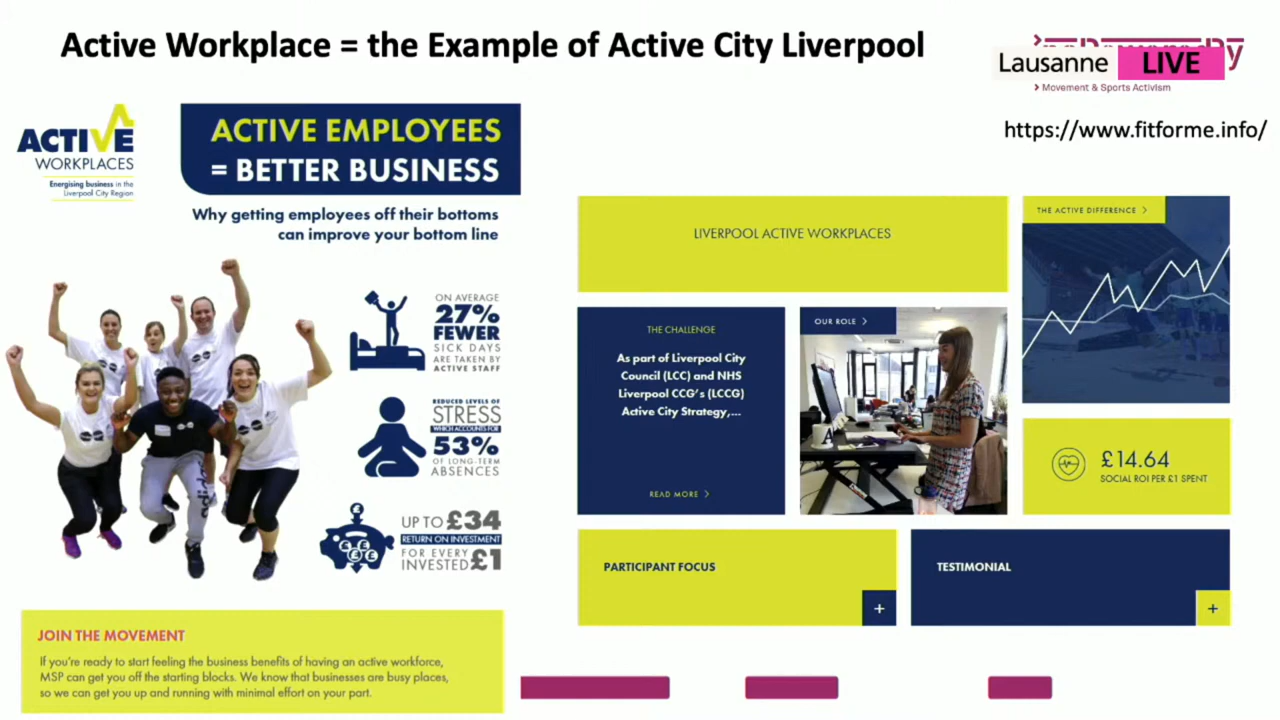 Active Workplace = the Example of Active City Liverpool
Lausanne LIVE
> Movement & Sports Activism
https://www.fitforme.info/
ACTIVE
WORKPLACES
Energising business in the
Liverpool City Region
ACTIVE EMPLOYEES
= BETTER BUSINESS
Why getting employees off their bottoms
can improve your bottom line
ON AVERAGE
27%
FEWER
SICK DAYS
ARE TAKEN BY
ACTIVE STAFF
REDUCED LEVELS OF
STRESS
WHICH ACCOUNTS FOR
53%
OF LONG-TERM
ABSENCES
UP TO £34
RETURN ON INVESTMENT
FOR EVERY £1
INVESTED
JOIN THE MOVEMENT
If you're ready to start feeling the business benefits of having an active workforce,
MSP can get you off the starting blocks. We know that businesses are busy places,
so we can get you up and running with minimal effort on your part.
LIVERPOOL ACTIVE WORKPLACES
THE ACTIVE DIFFERENCE >
THE CHALLENGE
As part of Liverpool City
Council (LCC) and NHS
Liverpool CCG's (LCCG)
Active City Strategy,...
READ MORE >
OUR ROLE >
£14.64
SOCIAL ROI PER £1 SPENT
PARTICIPANT FOCUS
+
TESTIMONIAL
+